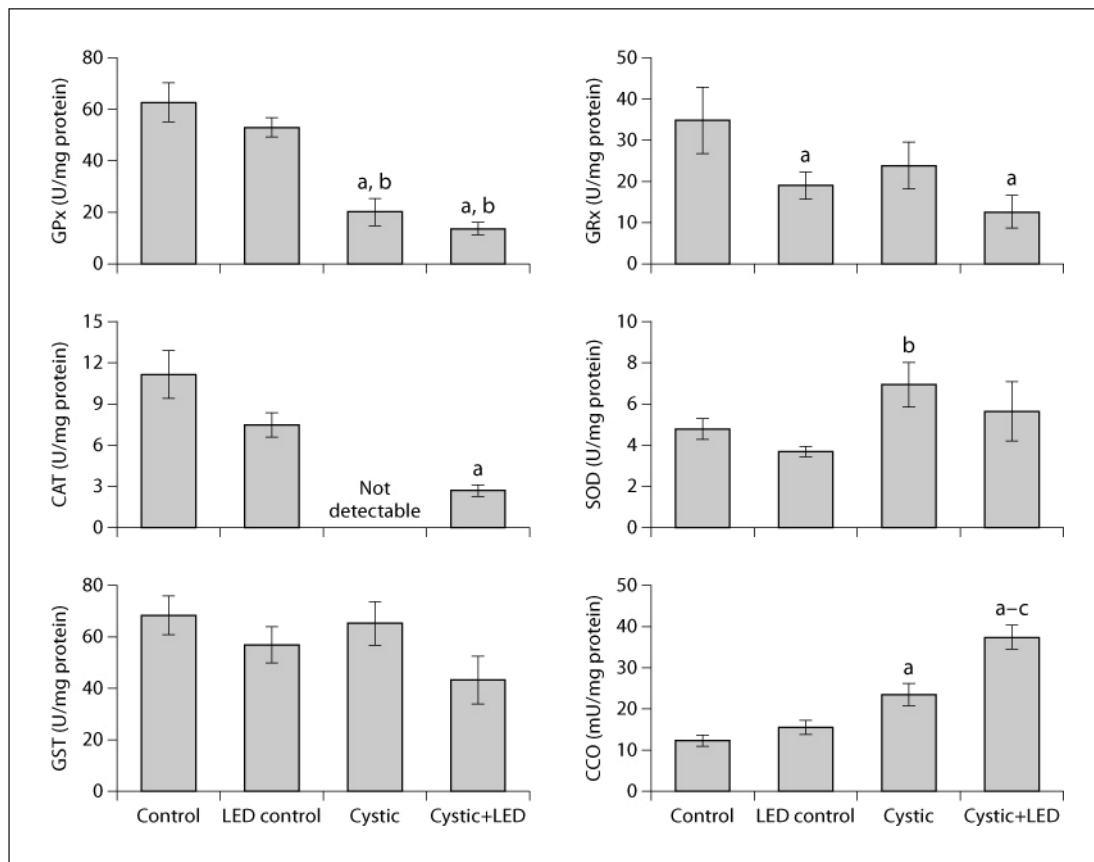 GPx (U/mg protein)
80
60
40
20
0
a, b
a, b
GRx (U/mg protein)
50
40
30
20
10
0
a
a
CAT (U/mg protein)
15
12
9
6
3
0
Not
detectable
a
SOD (U/mg protein)
10
8
6
4
2
0
b
GST (U/mg protein)
80
60
40
20
0
Control LED control Cystic Cystic+LED
CCO (mU/mg protein)
50
40
30
20
10
0
a
a–c
Control LED control Cystic Cystic+LED